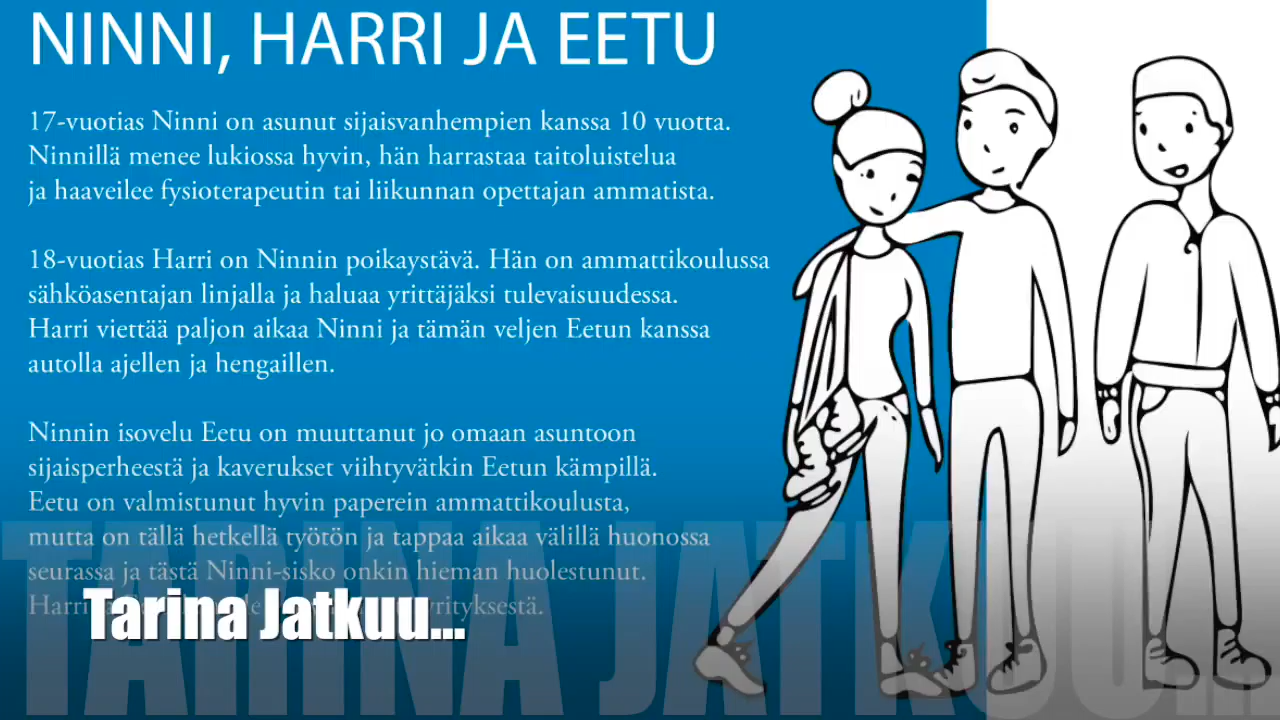 NINNI, HARRI JA EETU
17-vuotias Ninni on asunut sijaisvanhempien kanssa 10 vuotta.
Ninnillä menee lukiossa hyvin, hän harrastaa taitoluistelua
ja haaveilee fysioterapeutin tai liikunnan opettajan ammatista.
18-vuotias Harri on Ninnin poikaystävä. Hän on ammattikoulussa
sähköasentajan linjalla ja haluaa yrittäjäksi tulevaisuudessa.
Harri viettää paljon aikaa Ninni ja tämän veljen Eetun kanssa
autolla ajellen ja hengaillen.
Ninnin isovelu Eetu on muuttanut jo omaan asuntoon
sijaisperheestä ja kaverukset viihtyvätkin Eetun kämpillä.
Eetu on valmistunut hyvin paperein ammattikoulusta,
mutta on tällä hetkellä työtön ja tappaa aikaa välillä huonossa
seurassa ja tästä Ninni-sisko onkin hieman huolestunut.
Harri yrityksestä.
Tarina Jatkuu...
TARINA JATKUU...